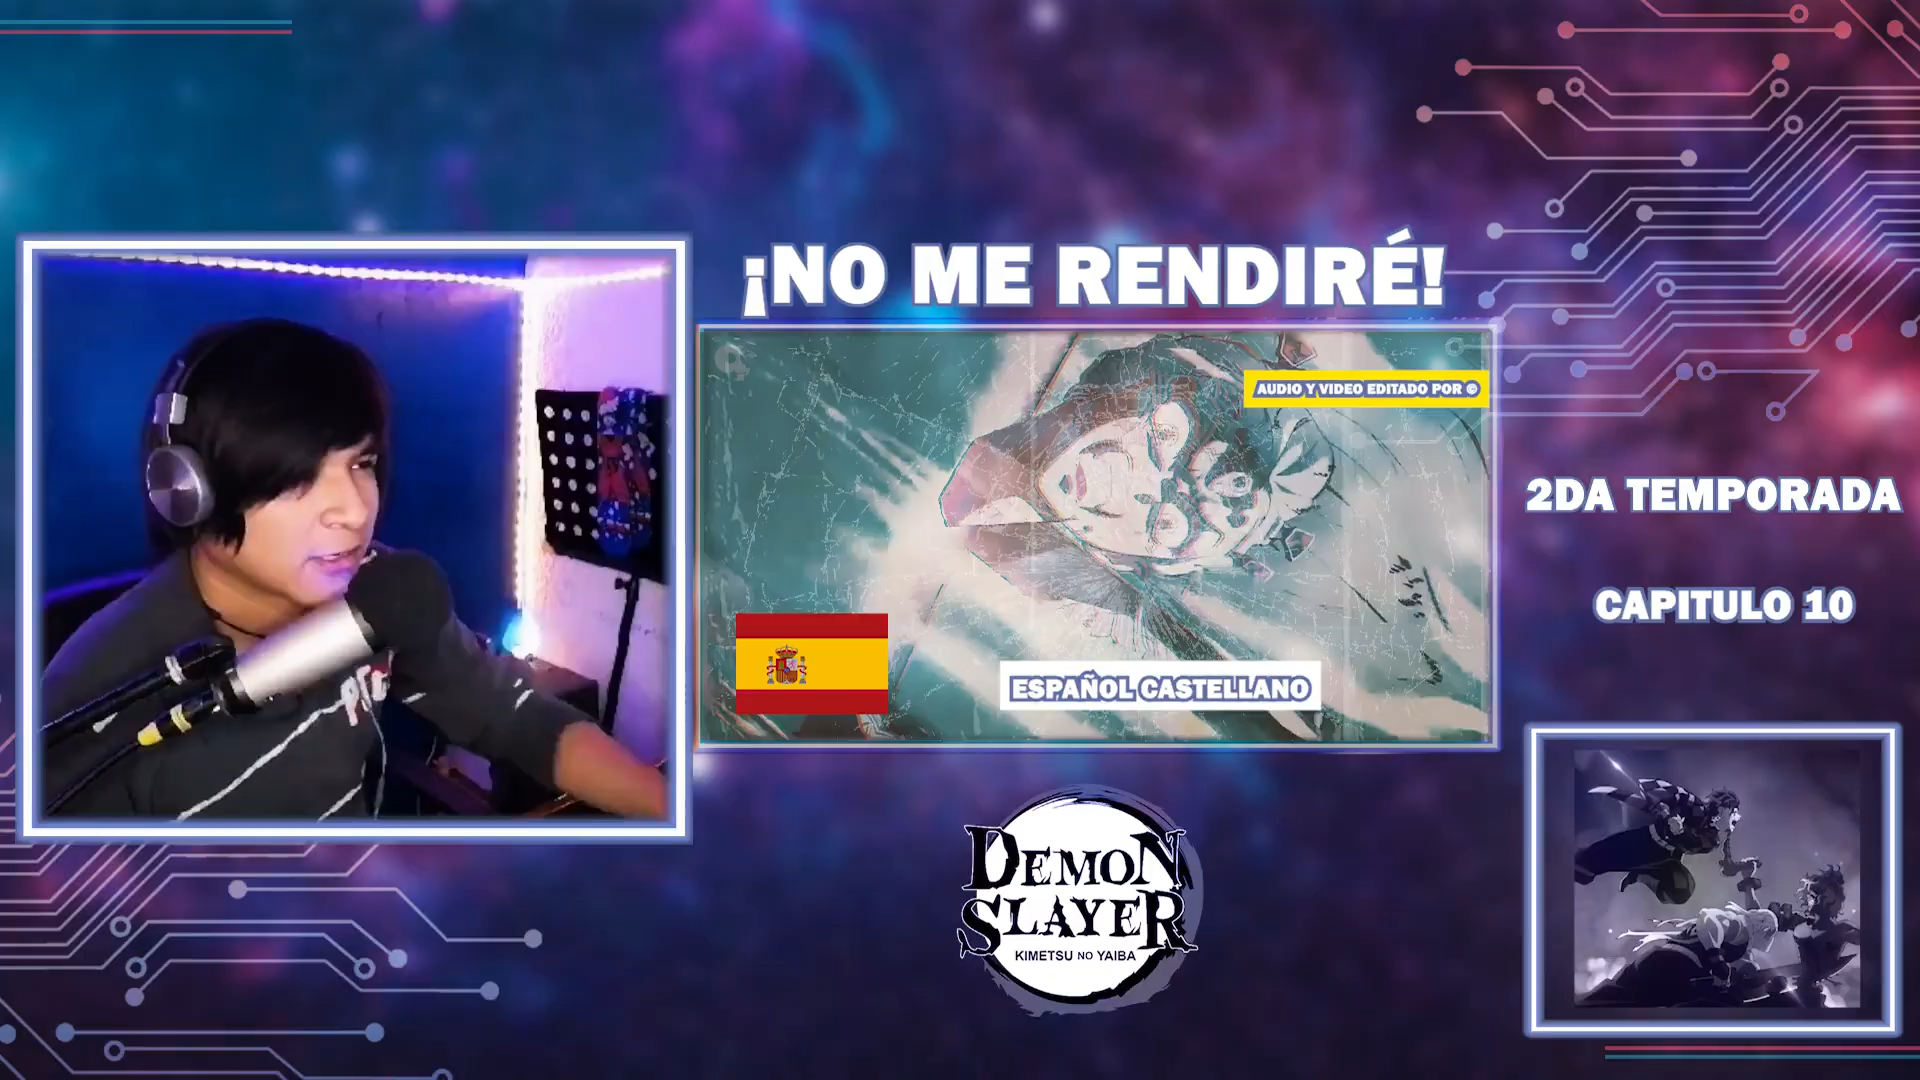 ¡NO ME RENDIRÉ!
AUDIO Y VIDEO EDITADO POR ©
ESPAÑOL CASTELLANO
2DA TEMPORADA
CAPITULO 10
DEMON
SLAYER
KIMETSU NO YAIBA